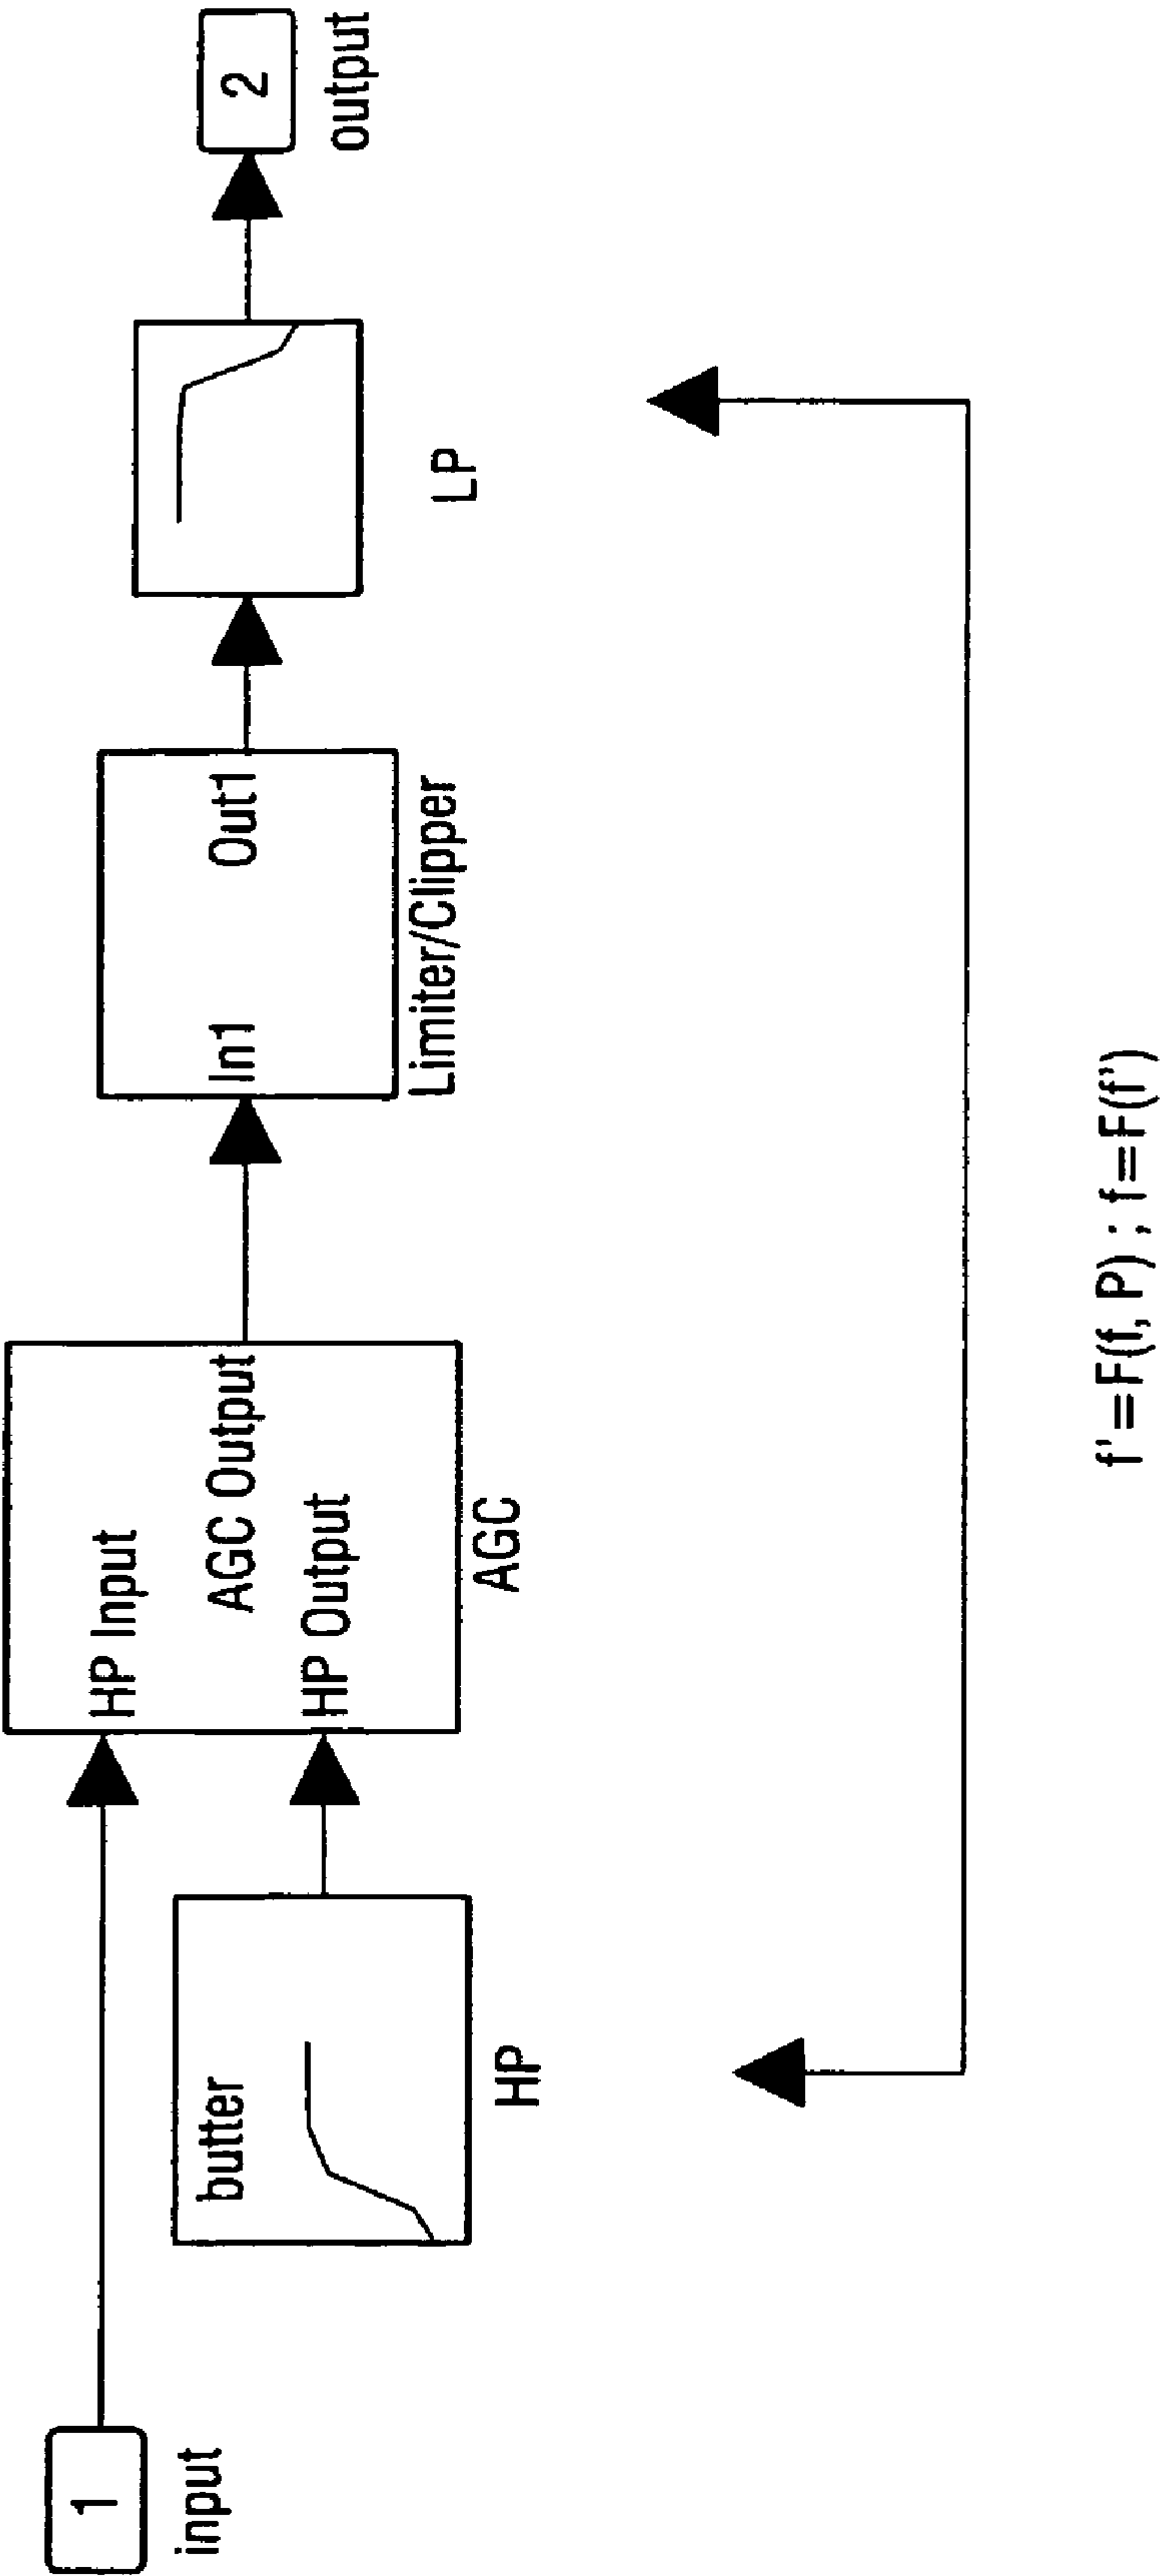 1
input
butter
HP
HP Input
AGC Output
HP Output
AGC
In1
Out1
Limiter/Clipper
LP
2
output
f'=F(f, P) ; f=F(f')